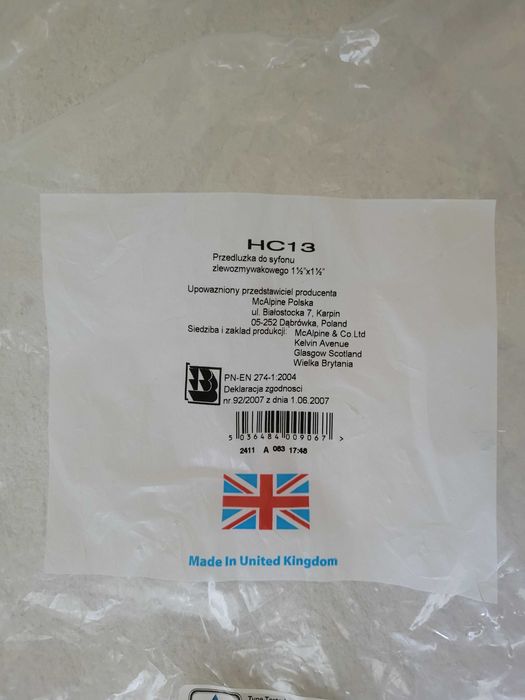 HC13
Przedluzka do syfonu
zlewozmywakowego 1½"x1½"
Upowazniony przedstawiciel producenta
McAlpine Polska
ul. Białostocka 7, Karpin
05-252 Dąbrówka, Poland
Siedziba i zaklad produkcji: McAlpine & Co.Ltd
Kelvin Avenue
Glasgow Scotland
Wielka Brytania
PN-EN 274-1:2004
Deklaracja zgodnosci
nr.92/2007 z dnia 1.06.2007
5 036484 009067 >
2411 A 083 17:48
Made In United Kingdom